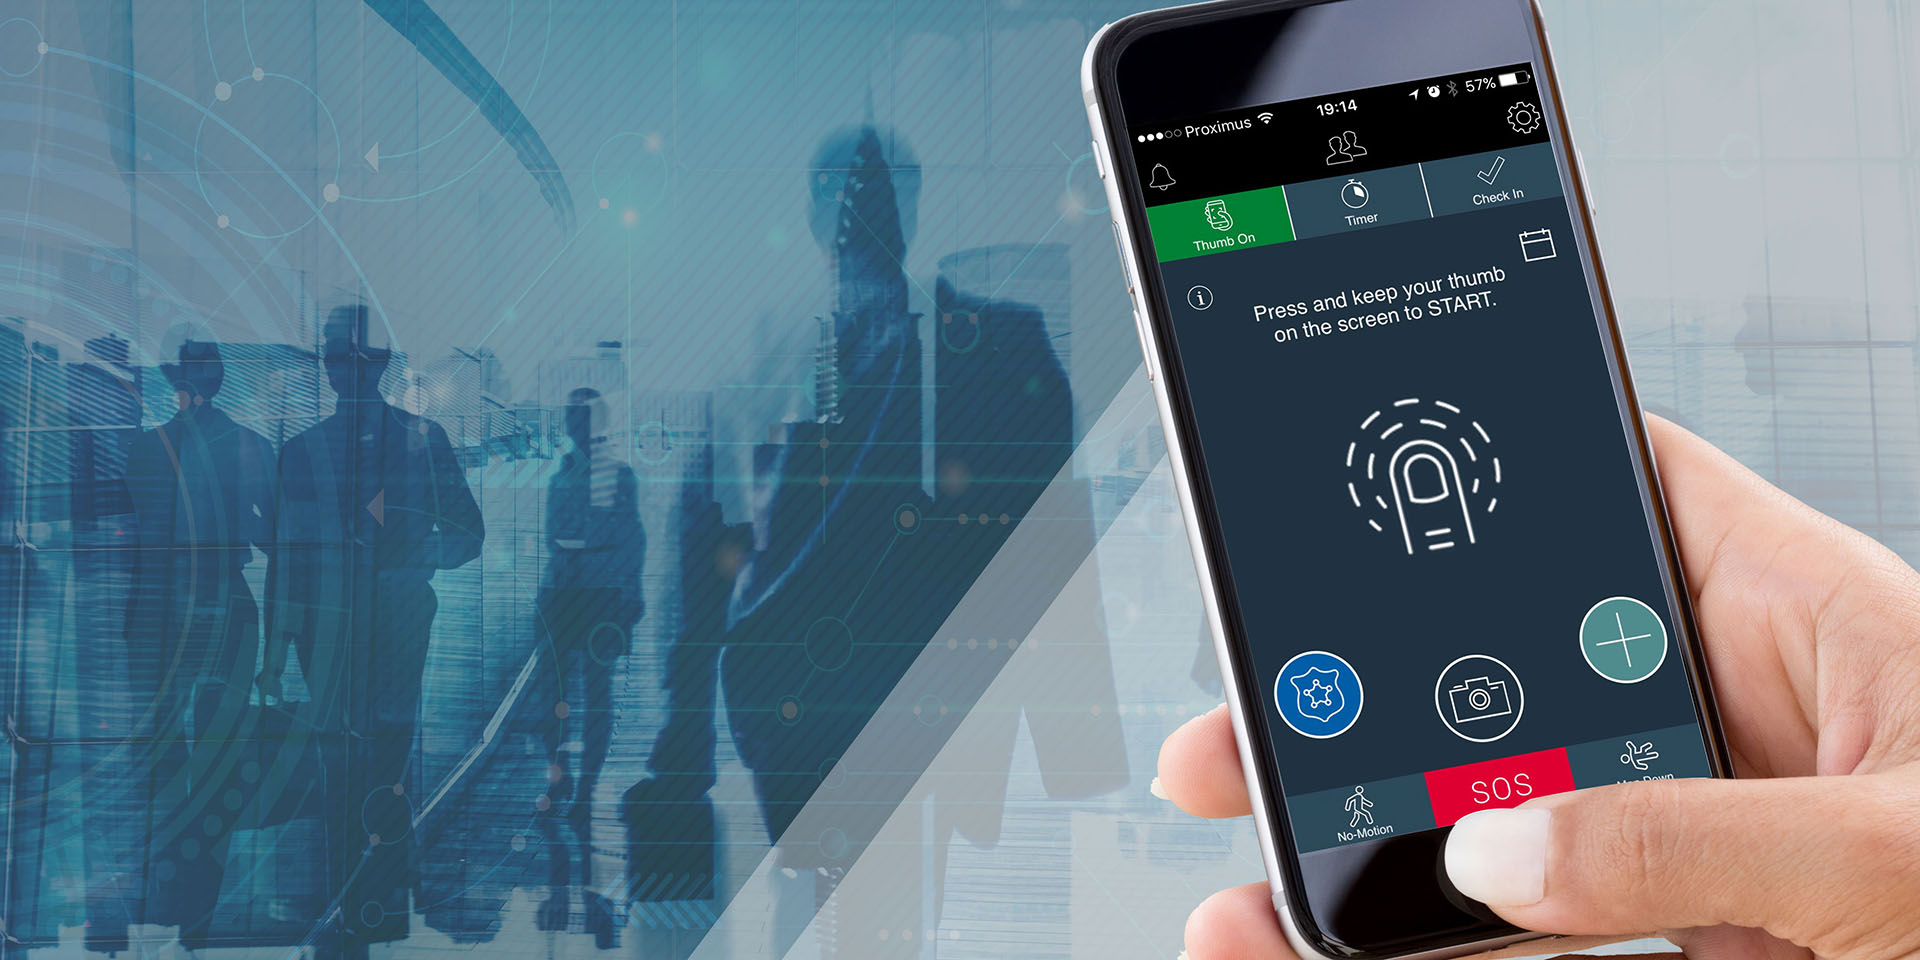 Proximus 19:14 57%
Thumb On
Timer
Check In
Press and keep your thumb
on the screen to START.
No-Motion
SOS